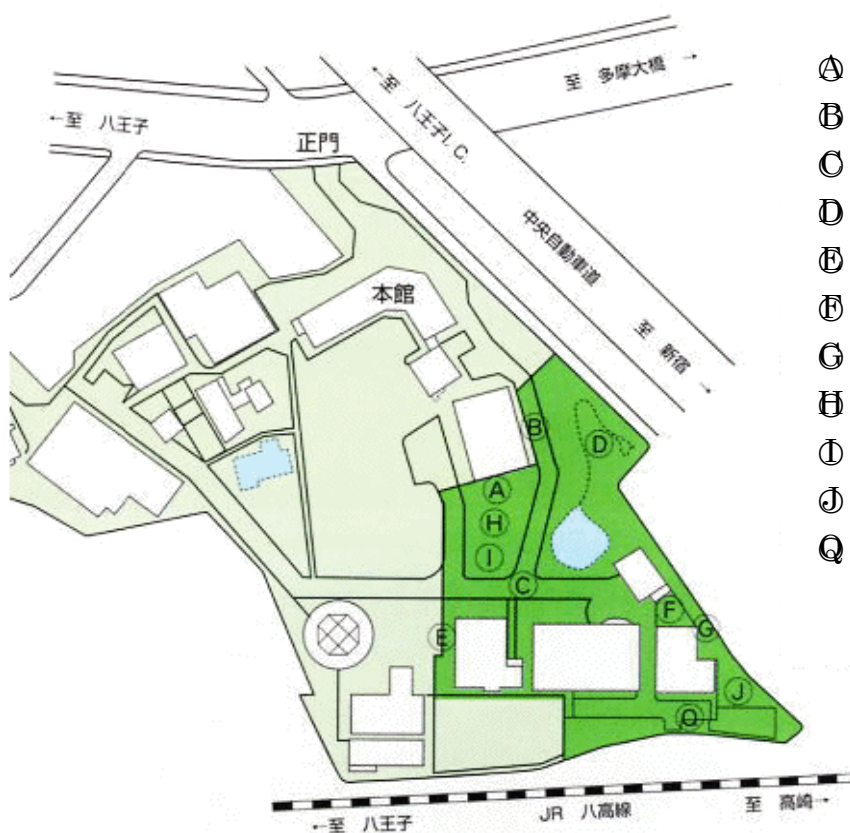 ←至 八王子
正門
←至 八王子I. C.
至 多摩大橋 →
中央自動車道
至 新宿 →
本館
B
D
A
H
I
C
E
F
G
J
Q
←至 八王子
JR 八高線
至 高崎→
A
B
C
D
E
F
G
H
I
J
Q